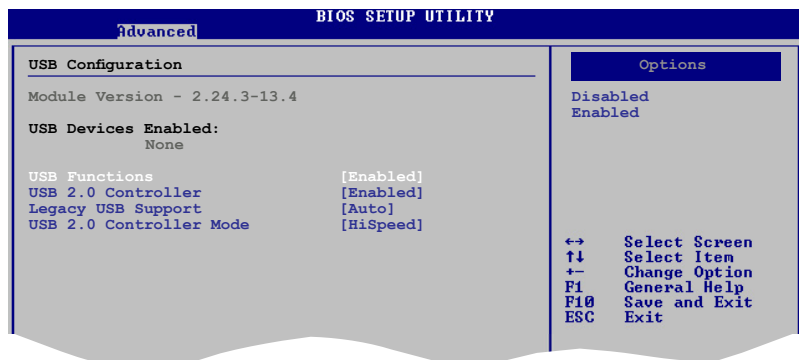 BIOS SETUP UTILITY
Advanced
USB Configuration
Module Version - 2.24.3-13.4
USB Devices Enabled:
None
USB Functions [Enabled]
USB 2.0 Controller [Enabled]
Legacy USB Support [Auto]
USB 2.0 Controller Mode [HiSpeed]
Options
Disabled
Enabled
←→ Select Screen
↑↓ Select Item
+- Change Option
F1 General Help
F10 Save and Exit
ESC Exit